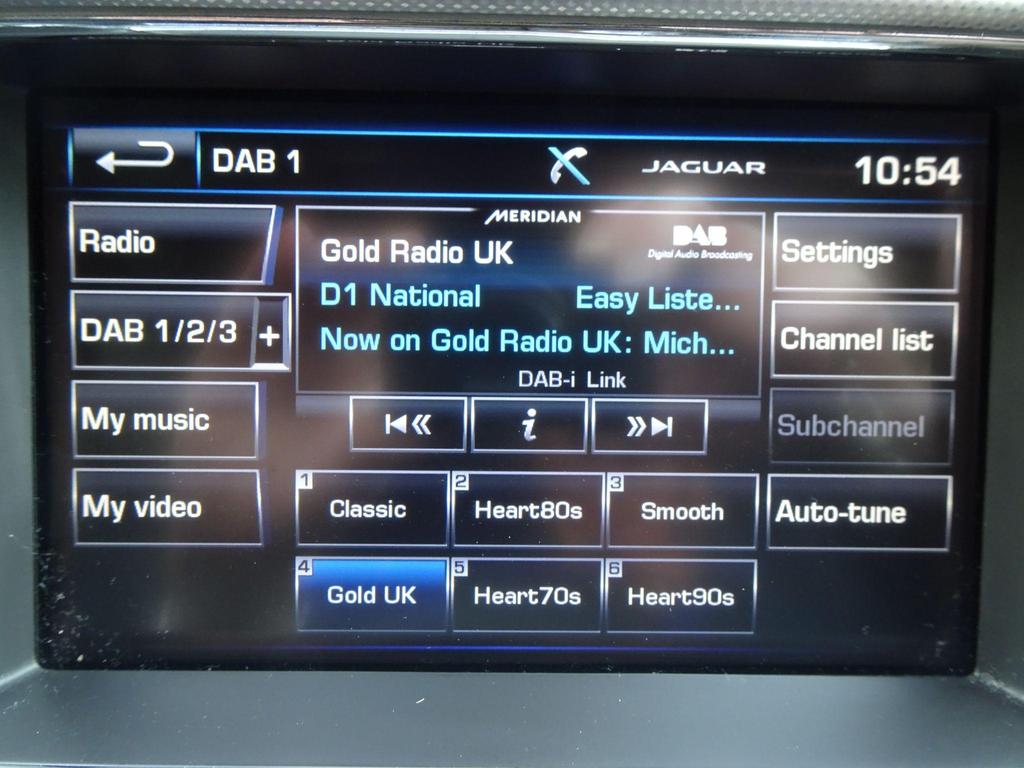 DAB 1
JAGUAR
10:54
Radio
DAB 1/2/3 +
My music
My video
MERIDIAN
Gold Radio UK
DAB
Digital Audio Broadcasting
D1 National
Easy Liste...
Now on Gold Radio UK: Mich...
DAB-i Link
i
1 Classic
2 Heart80s
3 Smooth
4 Gold UK
5 Heart70s
6 Heart90s
Settings
Channel list
Subchannel
Auto-tune